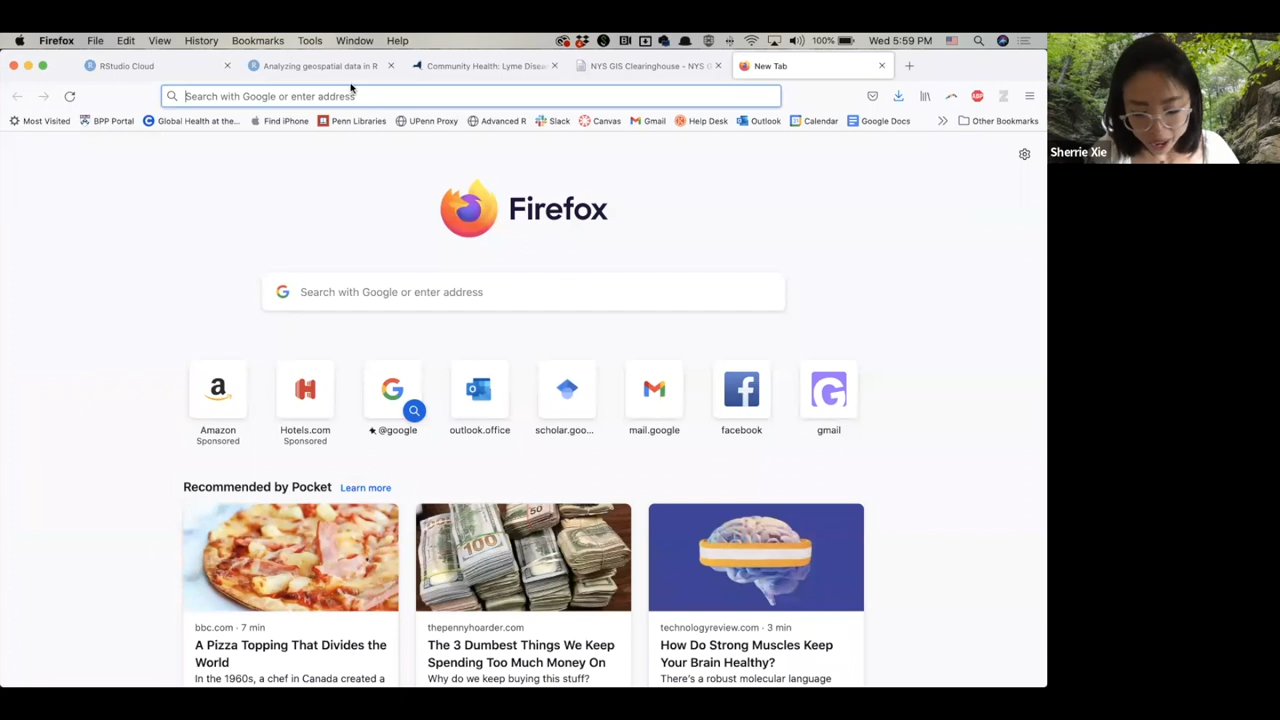 Firefox File Edit View History Bookmarks Tools Window Help 100% Wed 5:59 PM
RStudio Cloud Analyzing geospatial data in R Community Health: Lyme Disea NYS GIS Clearinghouse - NYS G New Tab
Search with Google or enter address
Most Visited BPP Portal Global Health at the... Find iPhone Penn Libraries UPenn Proxy Advanced R Slack Canvas Gmail Help Desk Outlook Calendar Google Docs Other Bookmarks
Sherrie Xie
Firefox
Search with Google or enter address
Amazon Hotels.com @google outlook.office scholar.goo... mail.google facebook gmail
Sponsored Sponsored
Recommended by Pocket Learn more
bbc.com · 7 min
A Pizza Topping That Divides the
World
In the 1960s, a chef in Canada created a
thepennyhoarder.com
The 3 Dumbest Things We Keep
Spending Too Much Money On
Why do we keep buying this stuff?
technologyreview.com · 3 min
How Do Strong Muscles Keep
Your Brain Healthy?
There's a robust molecular language